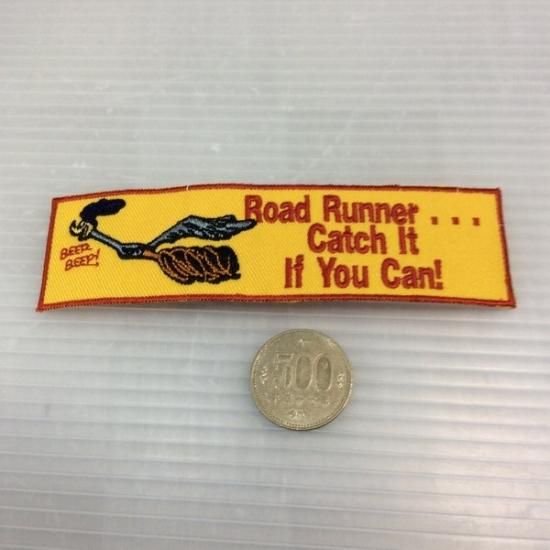 BEEP
BEEP!
Road Runner . . .
Catch It
If You Can!
500